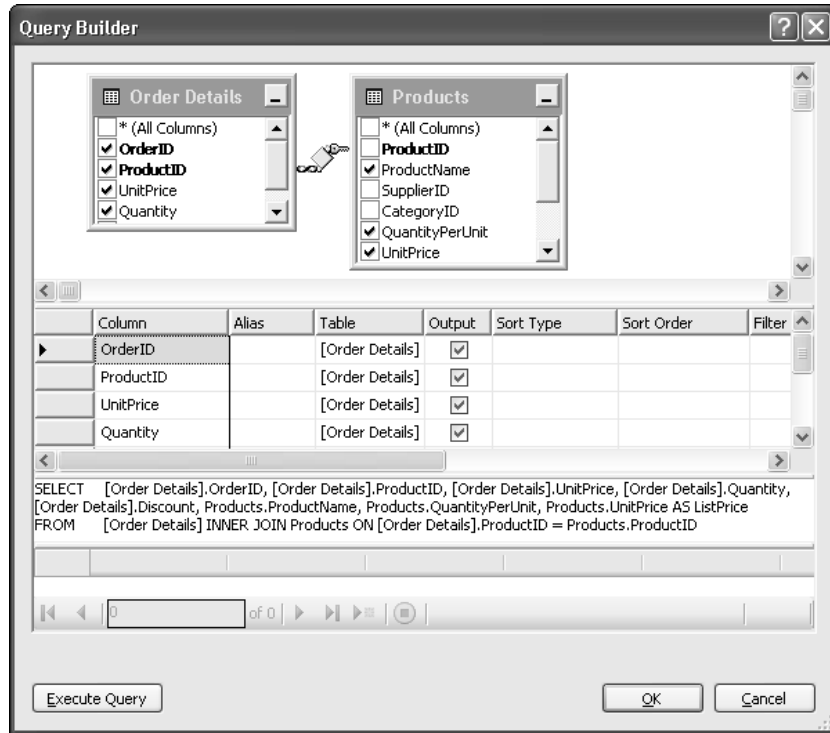 Query Builder
Order Details
* (All Columns)
OrderID
ProductID
UnitPrice
Quantity
Products
* (All Columns)
ProductID
ProductName
SupplierID
CategoryID
QuantityPerUnit
UnitPrice
Column Alias Table Output Sort Type Sort Order Filter
OrderID [Order Details]
ProductID [Order Details]
UnitPrice [Order Details]
Quantity [Order Details]
SELECT [Order Details].OrderID, [Order Details].ProductID, [Order Details].UnitPrice, [Order Details].Quantity,
[Order Details].Discount, Products.ProductName, Products.QuantityPerUnit, Products.UnitPrice AS ListPrice
FROM [Order Details] INNER JOIN Products ON [Order Details].ProductID = Products.ProductID
0 of 0
Execute Query OK Cancel